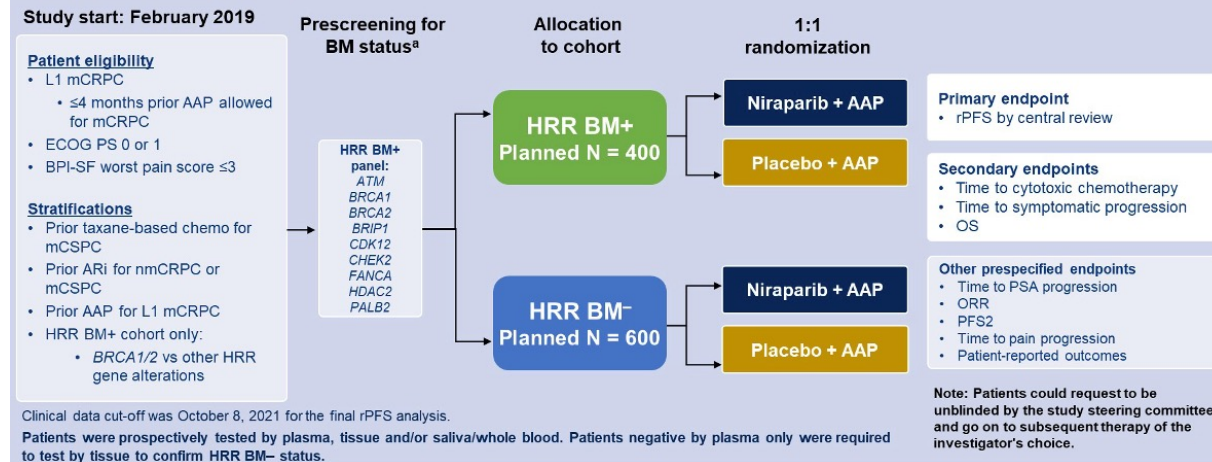 Study start: February 2019
Patient eligibility
• L1 mCRPC
• ≤4 months prior AAP allowed
for mCRPC
• ECOG PS 0 or 1
• BPI-SF worst pain score ≤3
Stratifications
• Prior taxane-based chemo for
mCSPC
• Prior ARi for nmCRPC or
mCSPC
• Prior AAP for L1 mCRPC
• HRR BM+ cohort only:
• BRCA1/2 vs other HRR
gene alterations
Prescreening for
BM statusᵃ
HRR BM+
panel:
ATM
BRCA1
BRCA2
BRIP1
CDK12
CHEK2
FANCA
HDAC2
PALB2
Allocation
to cohort
HRR BM+
Planned N = 400
HRR BM–
Planned N = 600
1:1
randomization
Niraparib + AAP
Placebo + AAP
Niraparib + AAP
Placebo + AAP
Primary endpoint
• rPFS by central review
Secondary endpoints
• Time to cytotoxic chemotherapy
• Time to symptomatic progression
• OS
Other prespecified endpoints
• Time to PSA progression
• ORR
• PFS2
• Time to pain progression
• Patient-reported outcomes
Note: Patients could request to be
unblinded by the study steering committee
and go on to subsequent therapy of the
investigator's choice.
Clinical data cut-off was October 8, 2021 for the final rPFS analysis.
Patients were prospectively tested by plasma, tissue and/or saliva/whole blood. Patients negative by plasma only were required
to test by tissue to confirm HRR BM– status.